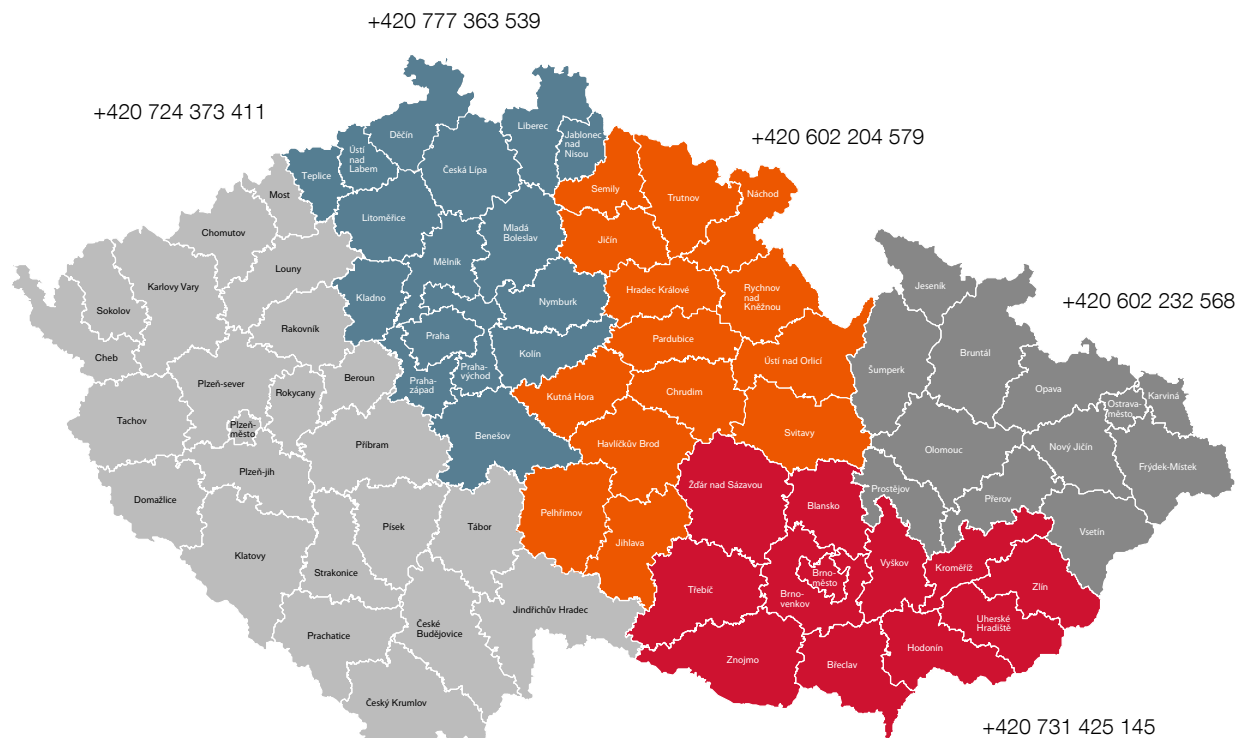 +420 777 363 539
+420 724 373 411
+420 602 204 579
+420 602 232 568
Děčín
Liberec
Jablonec
nad
Nisou
Ústí
nad
Labem
Teplice
Česká Lípa
Most
Semily
Trutnov
Náchod
Litoměřice
Chomutov
Mladá
Boleslav
Jičín
Mělník
Louny
Karlovy Vary
Kladno
Nymburk
Hradec Králové
Rychnov
nad
Kněžnou
Jeseník
Sokolov
Rakovník
Praha
Pardubice
Kolín
Cheb
Beroun
Praha-
západ
Praha-
východ
Ústí nad Orlicí
Šumperk
Bruntál
Opava
Karviná
Ostrava-
město
Plzeň-sever
Rokycany
Kutná Hora
Chrudim
Tachov
Plzeň-
město
Příbram
Benešov
Havlíčkův Brod
Svitavy
Olomouc
Nový Jičín
Frýdek-Místek
Plzeň-jih
Domažlice
Žďár nad Sázavou
Prostějov
Přerov
Blansko
Pelhřimov
Písek
Tábor
Vsetín
Klatovy
Jihlava
Strakonice
Vyškov
Kroměříž
Brno-
město
Třebíč
Brno-
venkov
Zlín
Jindřichův Hradec
Uherské
Hradiště
České
Budějovice
Prachatice
Hodonín
Znojmo
Břeclav
Český Krumlov
+420 731 425 145